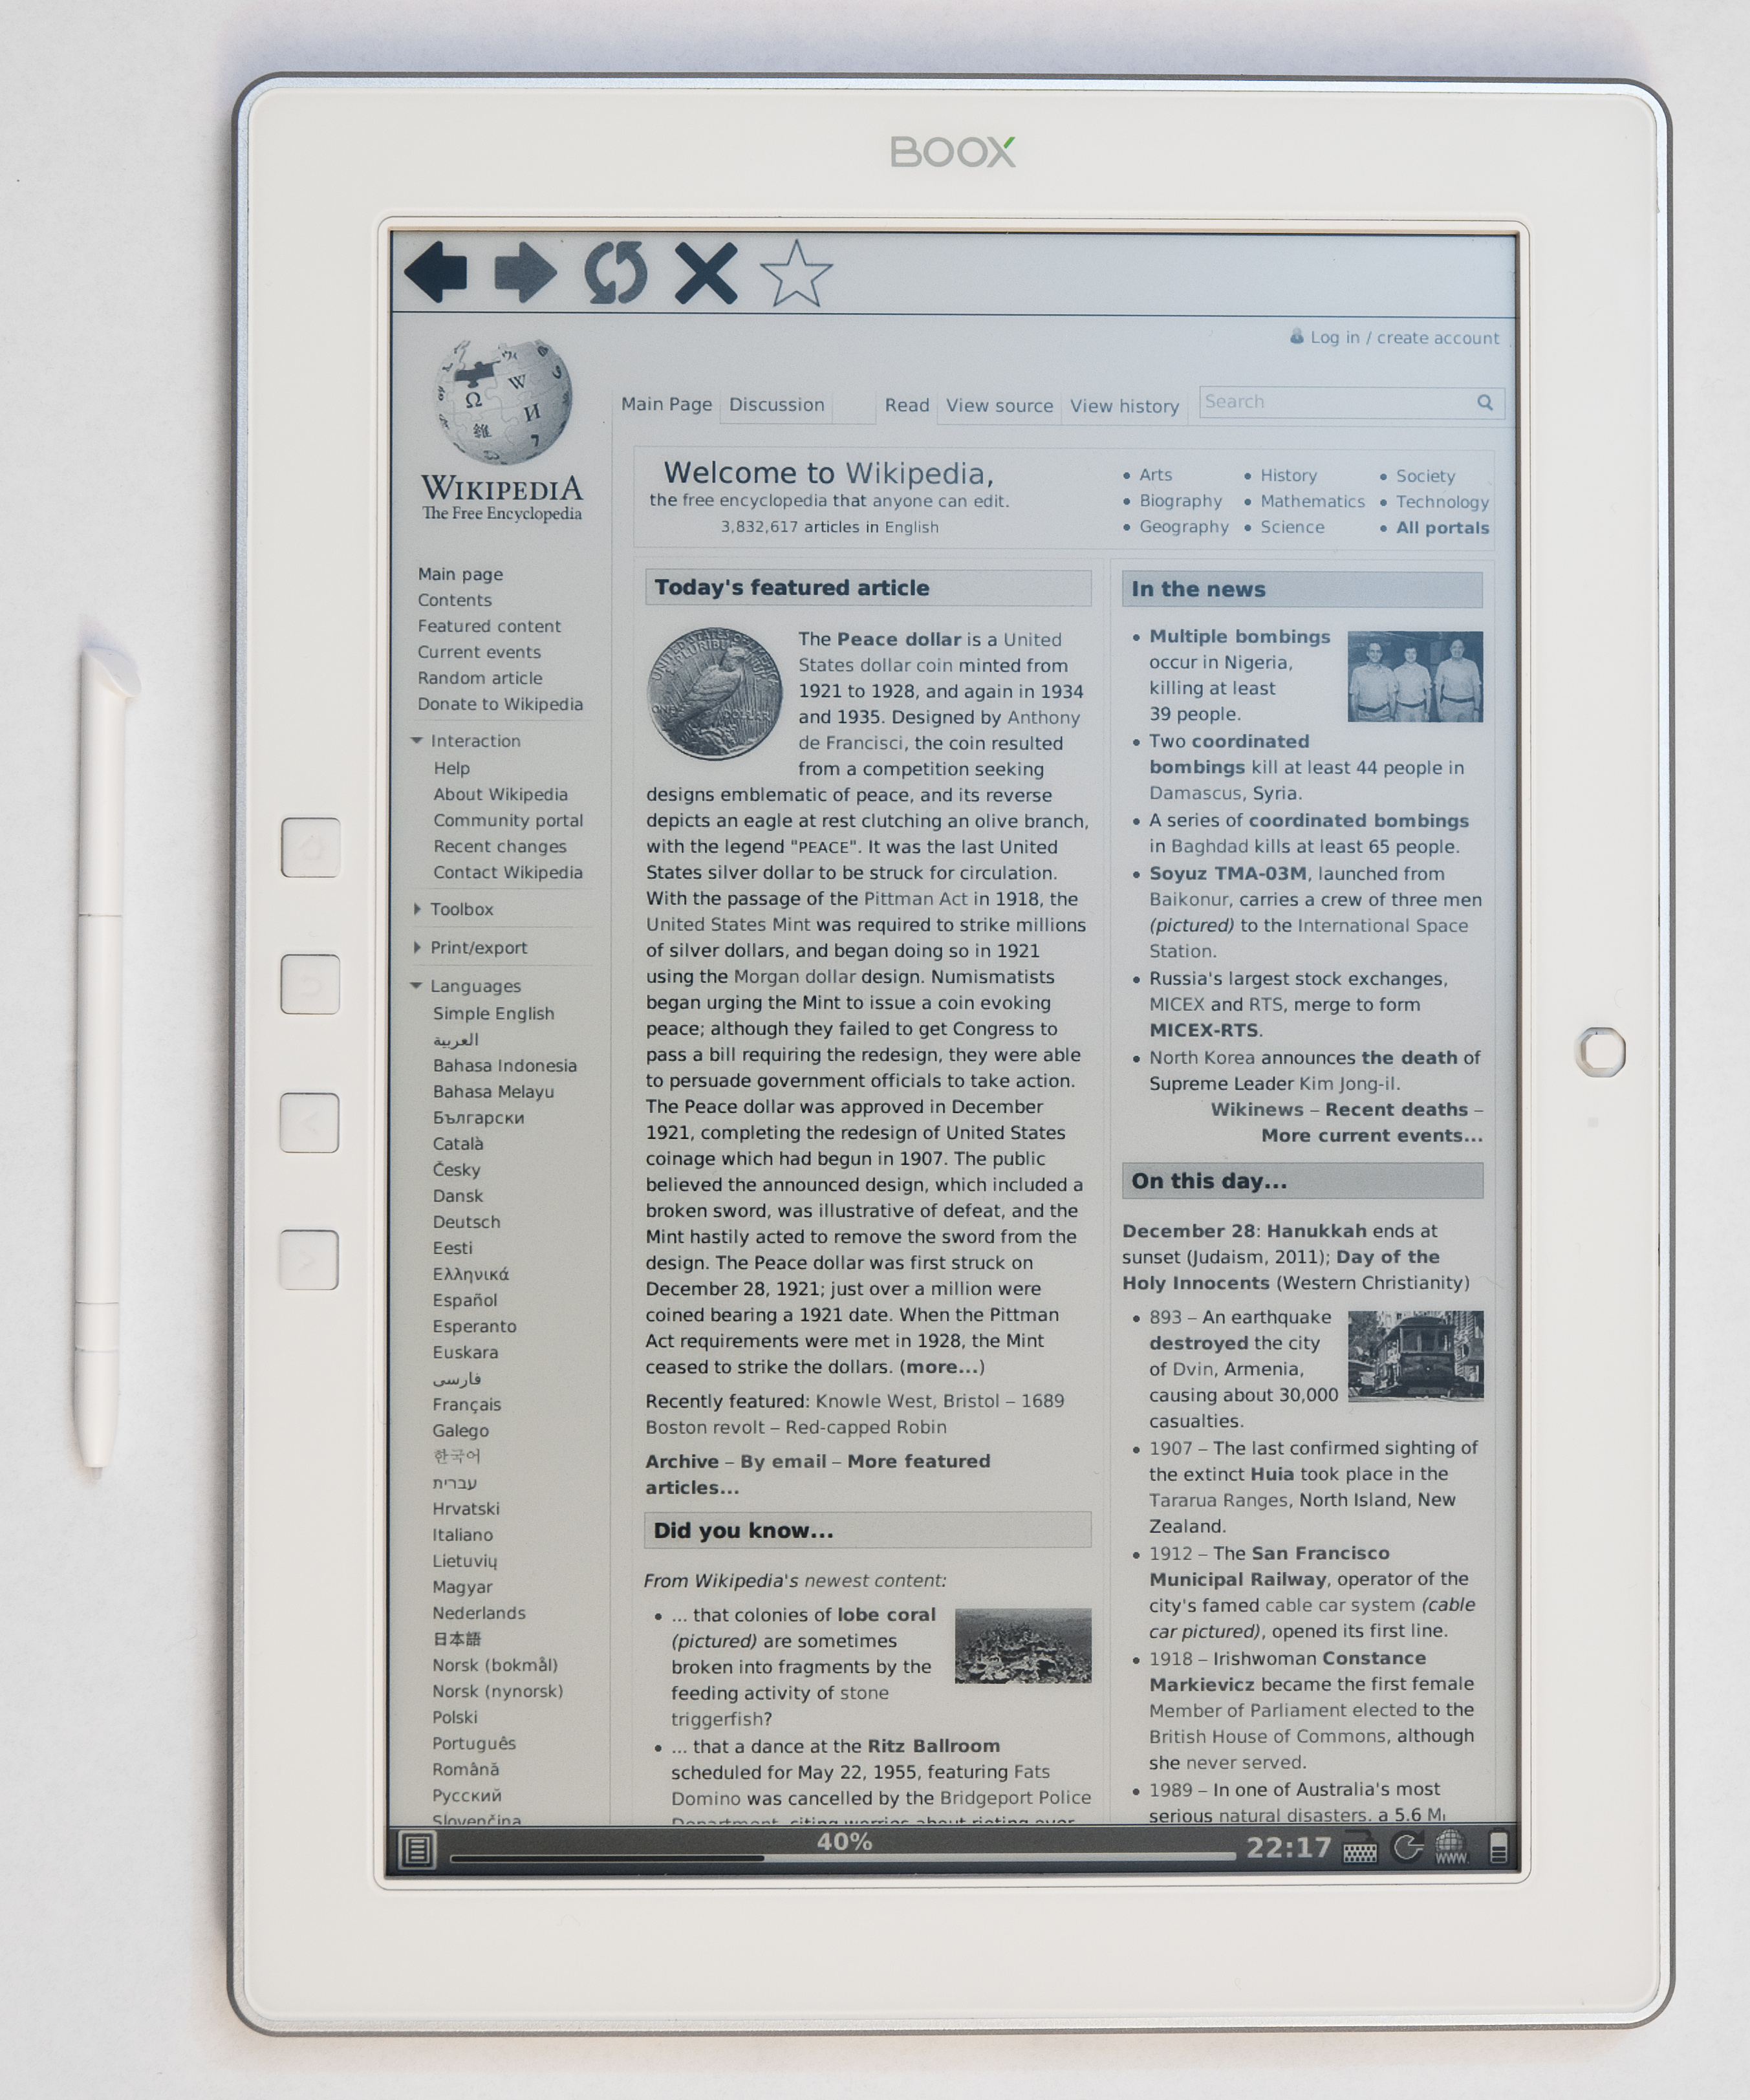 BOOX
Log in / create account
Main Page Discussion Read View source View history Search
WIKIPEDIA
The Free Encyclopedia
Main page
Contents
Featured content
Current events
Random article
Donate to Wikipedia
Interaction
Help
About Wikipedia
Community portal
Recent changes
Contact Wikipedia
Toolbox
Print/export
Languages
Simple English
العربية
Bahasa Indonesia
Bahasa Melayu
Български
Català
Česky
Dansk
Deutsch
Eesti
Ελληνικά
Español
Esperanto
Euskara
فارسی
Français
Galego
한국어
עברית
Hrvatski
Italiano
Lietuvių
Magyar
Nederlands
日本語
Norsk (bokmål)
Norsk (nynorsk)
Polski
Português
Română
Русский
Slovenčina
Welcome to Wikipedia,
the free encyclopedia that anyone can edit.
3,832,617 articles in English
• Arts • History • Society
• Biography • Mathematics • Technology
• Geography • Science • All portals
Today's featured article
The Peace dollar is a United
States dollar coin minted from
1921 to 1928, and again in 1934
and 1935. Designed by Anthony
de Francisci, the coin resulted
from a competition seeking
designs emblematic of peace, and its reverse
depicts an eagle at rest clutching an olive branch,
with the legend "PEACE". It was the last United
States silver dollar to be struck for circulation.
With the passage of the Pittman Act in 1918, the
United States Mint was required to strike millions
of silver dollars, and began doing so in 1921
using the Morgan dollar design. Numismatists
began urging the Mint to issue a coin evoking
peace; although they failed to get Congress to
pass a bill requiring the redesign, they were able
to persuade government officials to take action.
The Peace dollar was approved in December
1921, completing the redesign of United States
coinage which had begun in 1907. The public
believed the announced design, which included a
broken sword, was illustrative of defeat, and the
Mint hastily acted to remove the sword from the
design. The Peace dollar was first struck on
December 28, 1921; just over a million were
coined bearing a 1921 date. When the Pittman
Act requirements were met in 1928, the Mint
ceased to strike the dollars. (more...)
Recently featured: Knowle West, Bristol – 1689
Boston revolt – Red-capped Robin
Archive – By email – More featured
articles...
Did you know...
From Wikipedia's newest content:
• ... that colonies of lobe coral
(pictured) are sometimes
broken into fragments by the
feeding activity of stone
triggerfish?
• ... that a dance at the Ritz Ballroom
scheduled for May 22, 1955, featuring Fats
Domino was cancelled by the Bridgeport Police
Department, citing worries about rioting over
In the news
• Multiple bombings
occur in Nigeria,
killing at least
39 people.
• Two coordinated
bombings kill at least 44 people in
Damascus, Syria.
• A series of coordinated bombings
in Baghdad kills at least 65 people.
• Soyuz TMA-03M, launched from
Baikonur, carries a crew of three men
(pictured) to the International Space
Station.
• Russia's largest stock exchanges,
MICEX and RTS, merge to form
MICEX-RTS.
• North Korea announces the death of
Supreme Leader Kim Jong-il.
Wikinews – Recent deaths –
More current events...
On this day...
December 28: Hanukkah ends at
sunset (Judaism, 2011); Day of the
Holy Innocents (Western Christianity)
• 893 – An earthquake
destroyed the city
of Dvin, Armenia,
causing about 30,000
casualties.
• 1907 – The last confirmed sighting of
the extinct Huia took place in the
Tararua Ranges, North Island, New
Zealand.
• 1912 – The San Francisco
Municipal Railway, operator of the
city's famed cable car system (cable
car pictured), opened its first line.
• 1918 – Irishwoman Constance
Markievicz became the first female
Member of Parliament elected to the
British House of Commons, although
she never served.
• 1989 – In one of Australia's most
serious natural disasters, a 5.6
40% 22:17 WWW